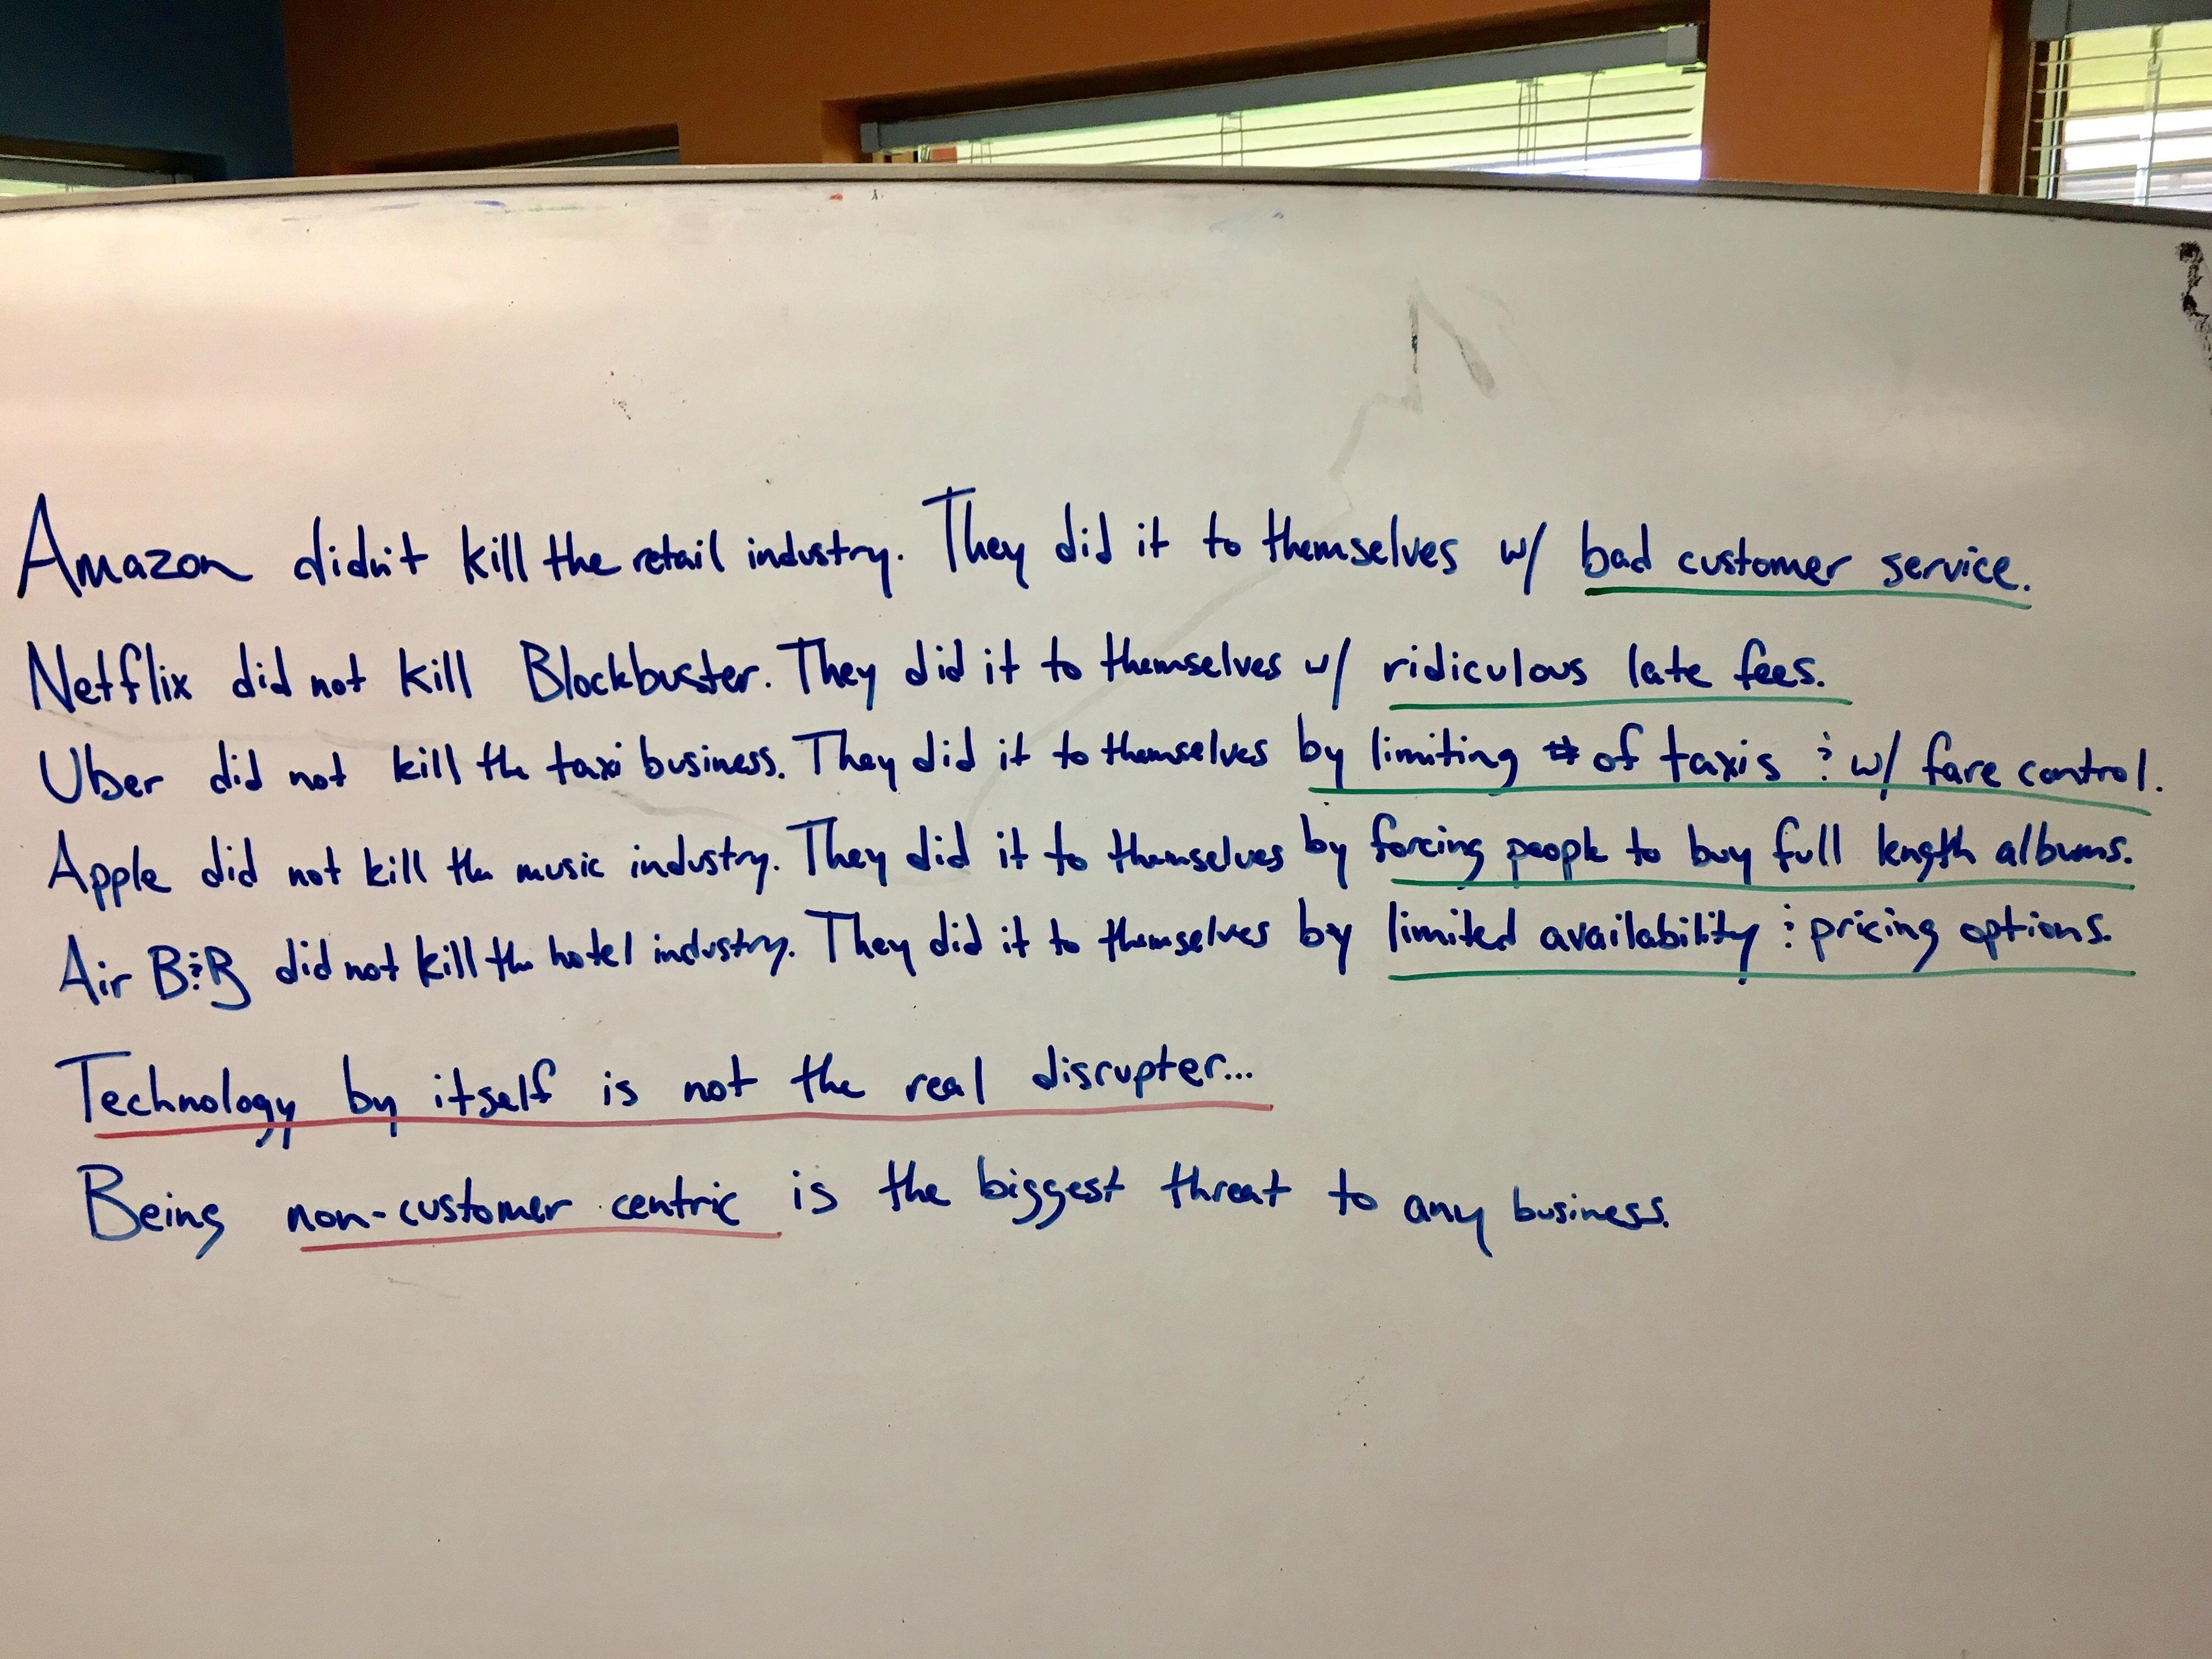 Amazon didn't kill the retail industry. They did it to themselves w/ bad customer service.
Netflix did not kill Blockbuster. They did it to themselves w/ ridiculous late fees.
Uber did not kill the taxi business. They did it to themselves by limiting # of taxis & w/ fare control.
Apple did not kill the music industry. They did it to themselves by forcing people to buy full length albums.
Air B&B did not kill the hotel industry. They did it to themselves by limited availability & pricing options.
Technology by itself is not the real disrupter...
Being non-customer centric is the biggest threat to any business.